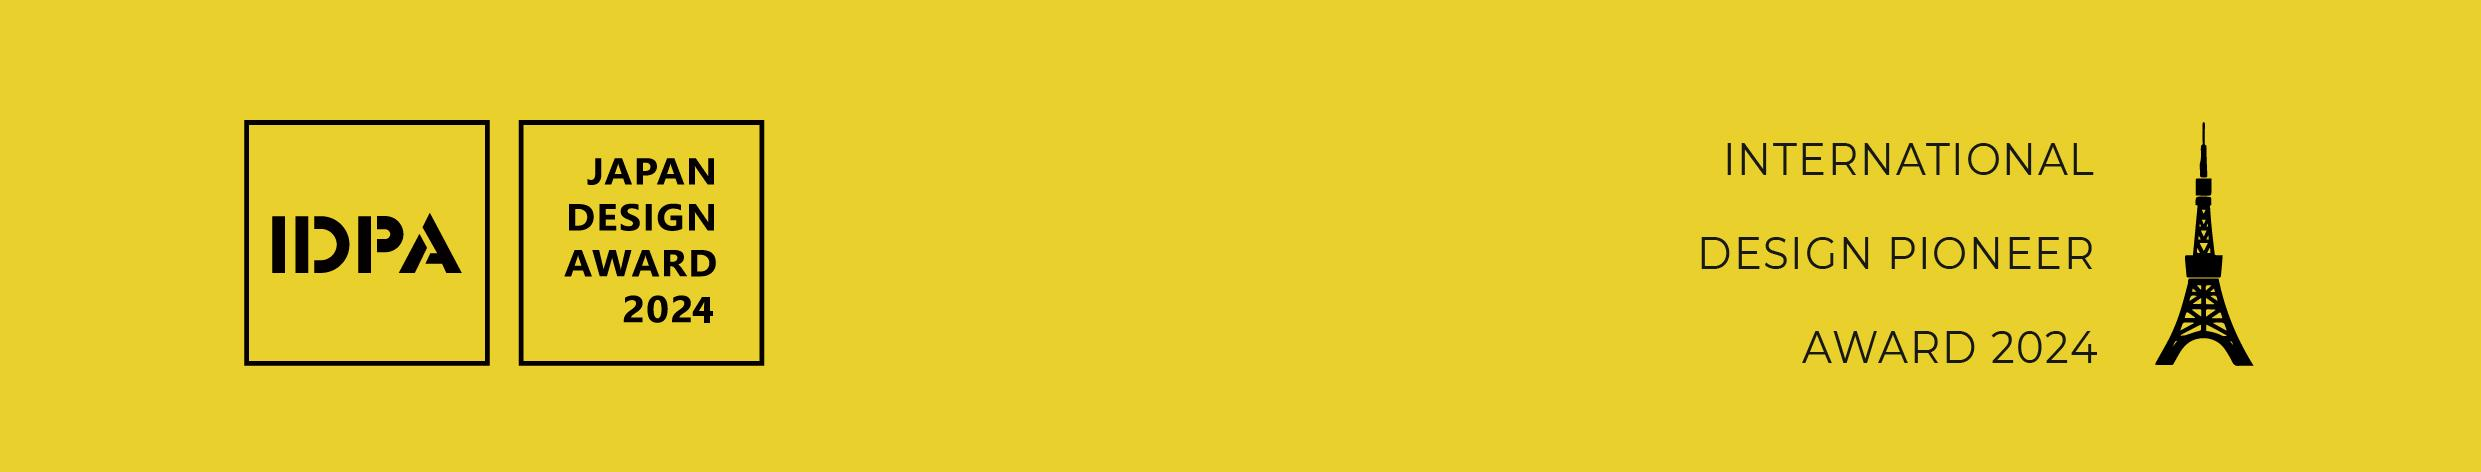 IDPA
JAPAN
DESIGN
AWARD
2024
INTERNATIONAL
DESIGN PIONEER
AWARD 2024